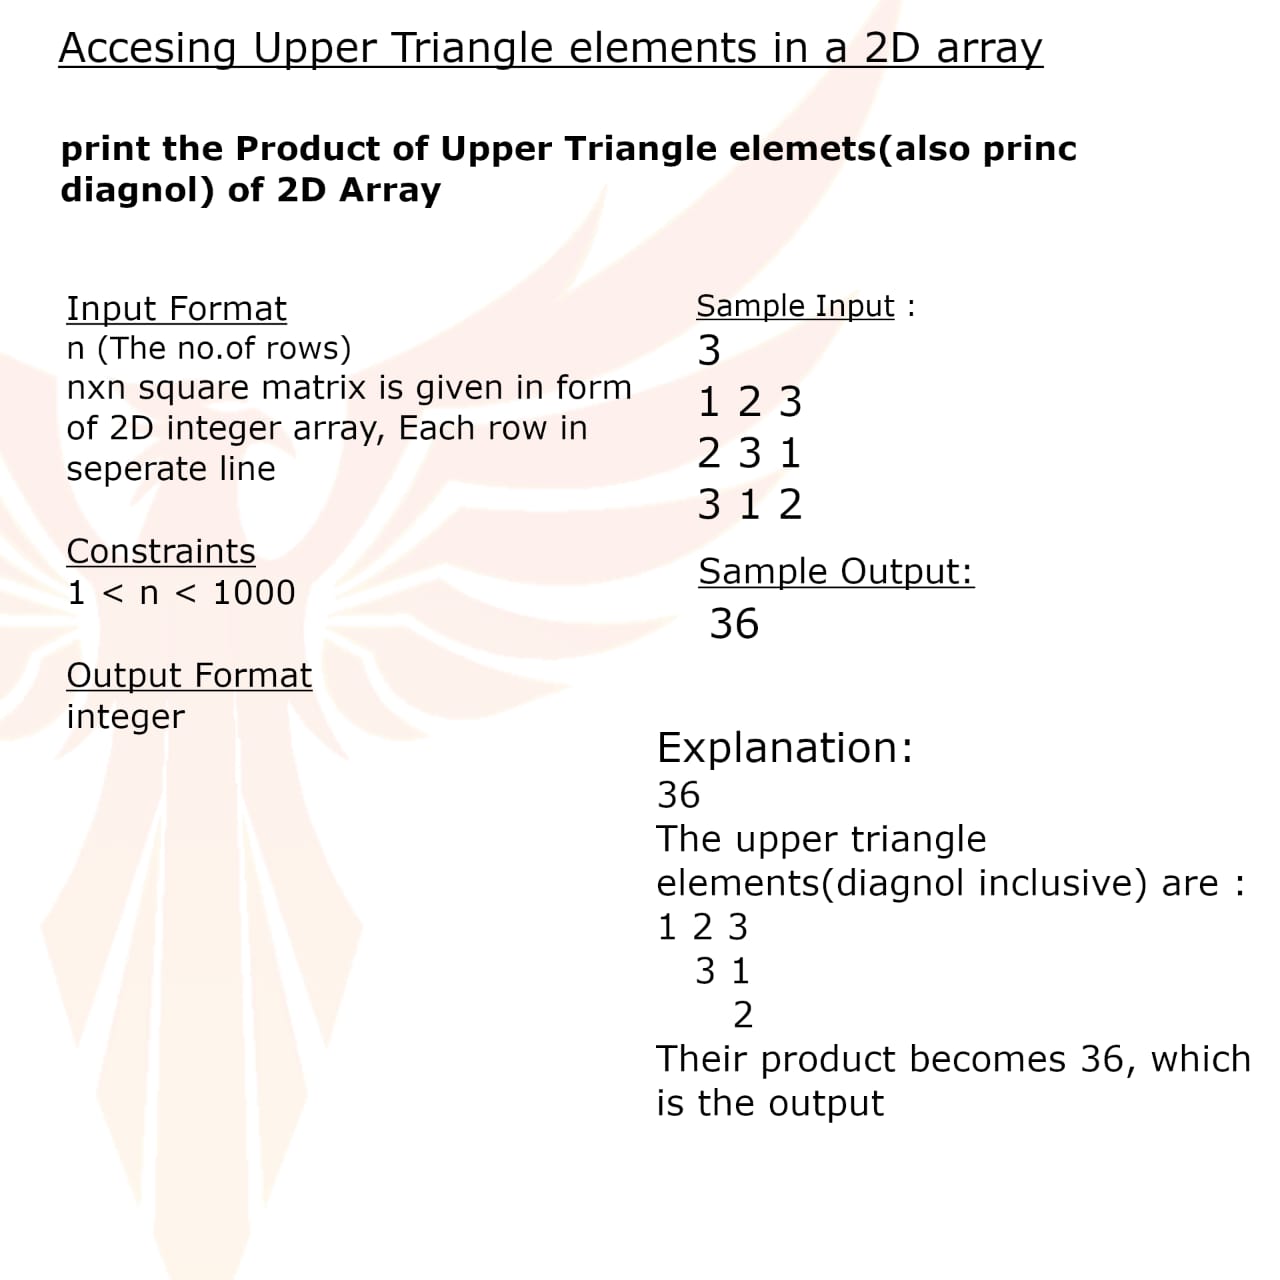 Accesing Upper Triangle elements in a 2D array
print the Product of Upper Triangle elemets(also princ
diagnol) of 2D Array
Input Format
n (The no.of rows)
nxn square matrix is given in form
of 2D integer array, Each row in
seperate line
Constraints
1 < n < 1000
Output Format
integer
Sample Input :
3
1 2 3
2 3 1
3 1 2
Sample Output:
36
Explanation:
36
The upper triangle
elements(diagnol inclusive) are :
1 2 3
3 1
2
Their product becomes 36, which
is the output